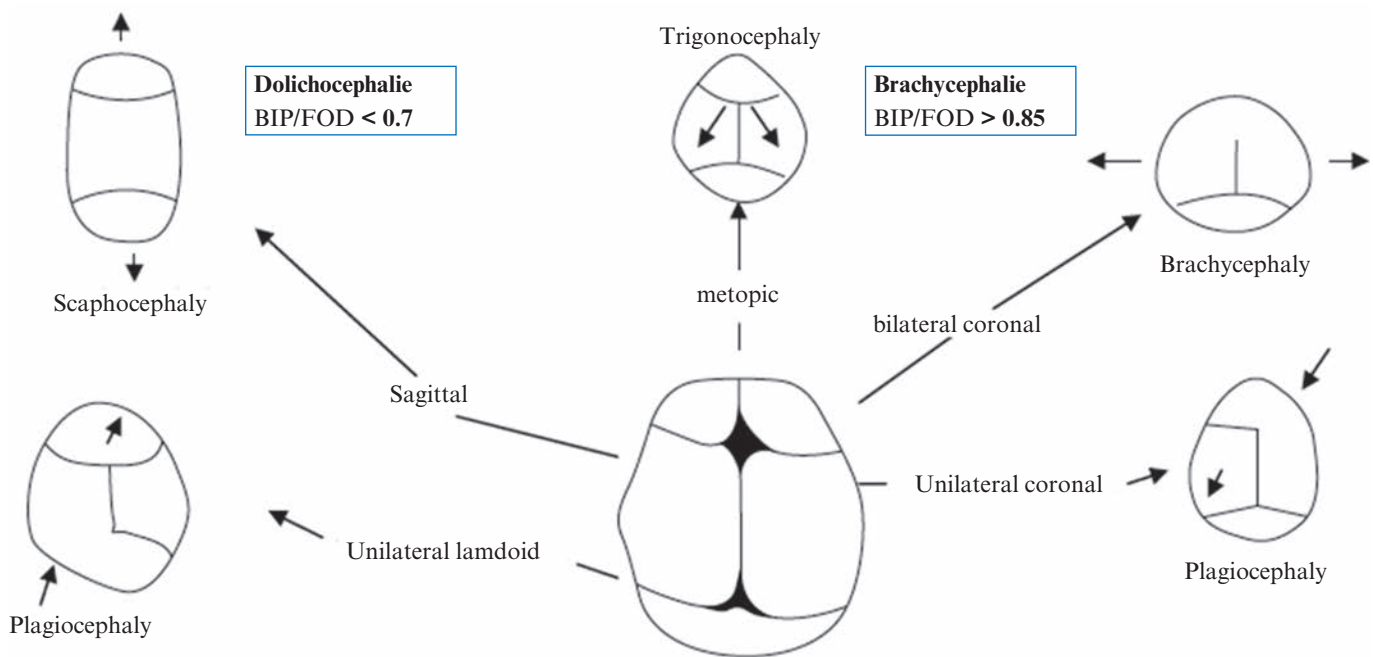 Trigonocephaly
Dolichocephalie
BIP/FOD < 0.7
Brachycephalie
BIP/FOD > 0.85
Scaphocephaly
metopic
Brachycephaly
bilateral coronal
Sagittal
Unilateral coronal
Unilateral lamdoid
Plagiocephaly
Plagiocephaly